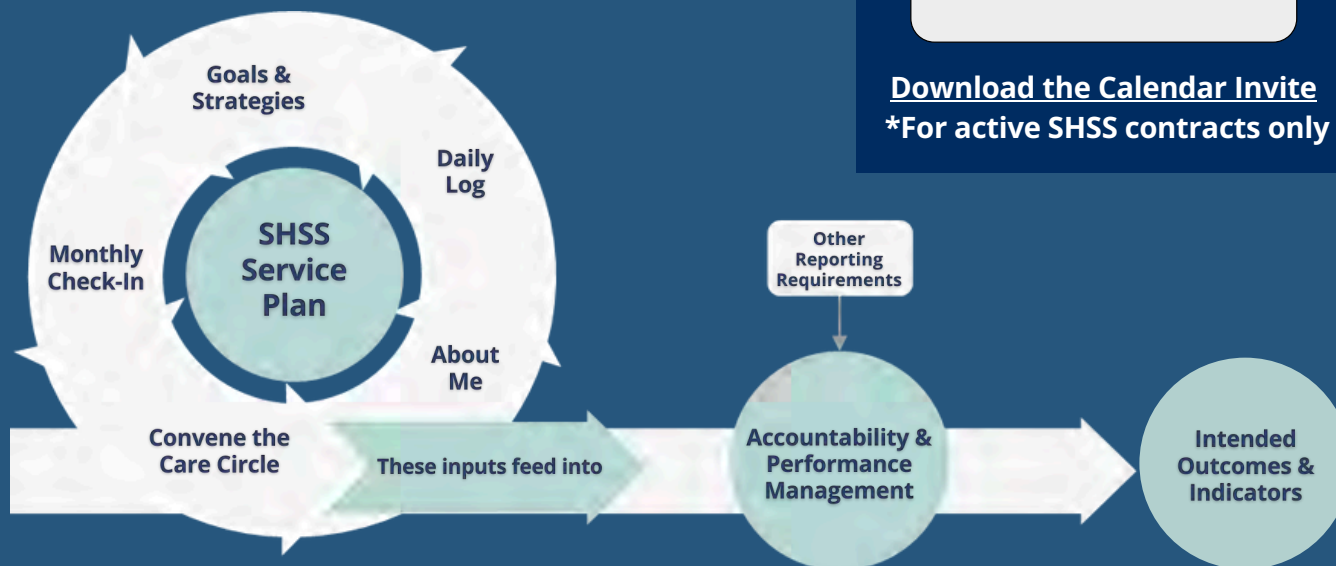 Download the Calendar Invite
*For active SHSS contracts only
Goals &
Strategies
Daily
Log
Monthly
Check-In
SHSS
Service
Plan
About
Me
Convene the
Care Circle
These inputs feed into
Other
Reporting
Requirements
Accountability &
Performance
Management
Intended
Outcomes &
Indicators